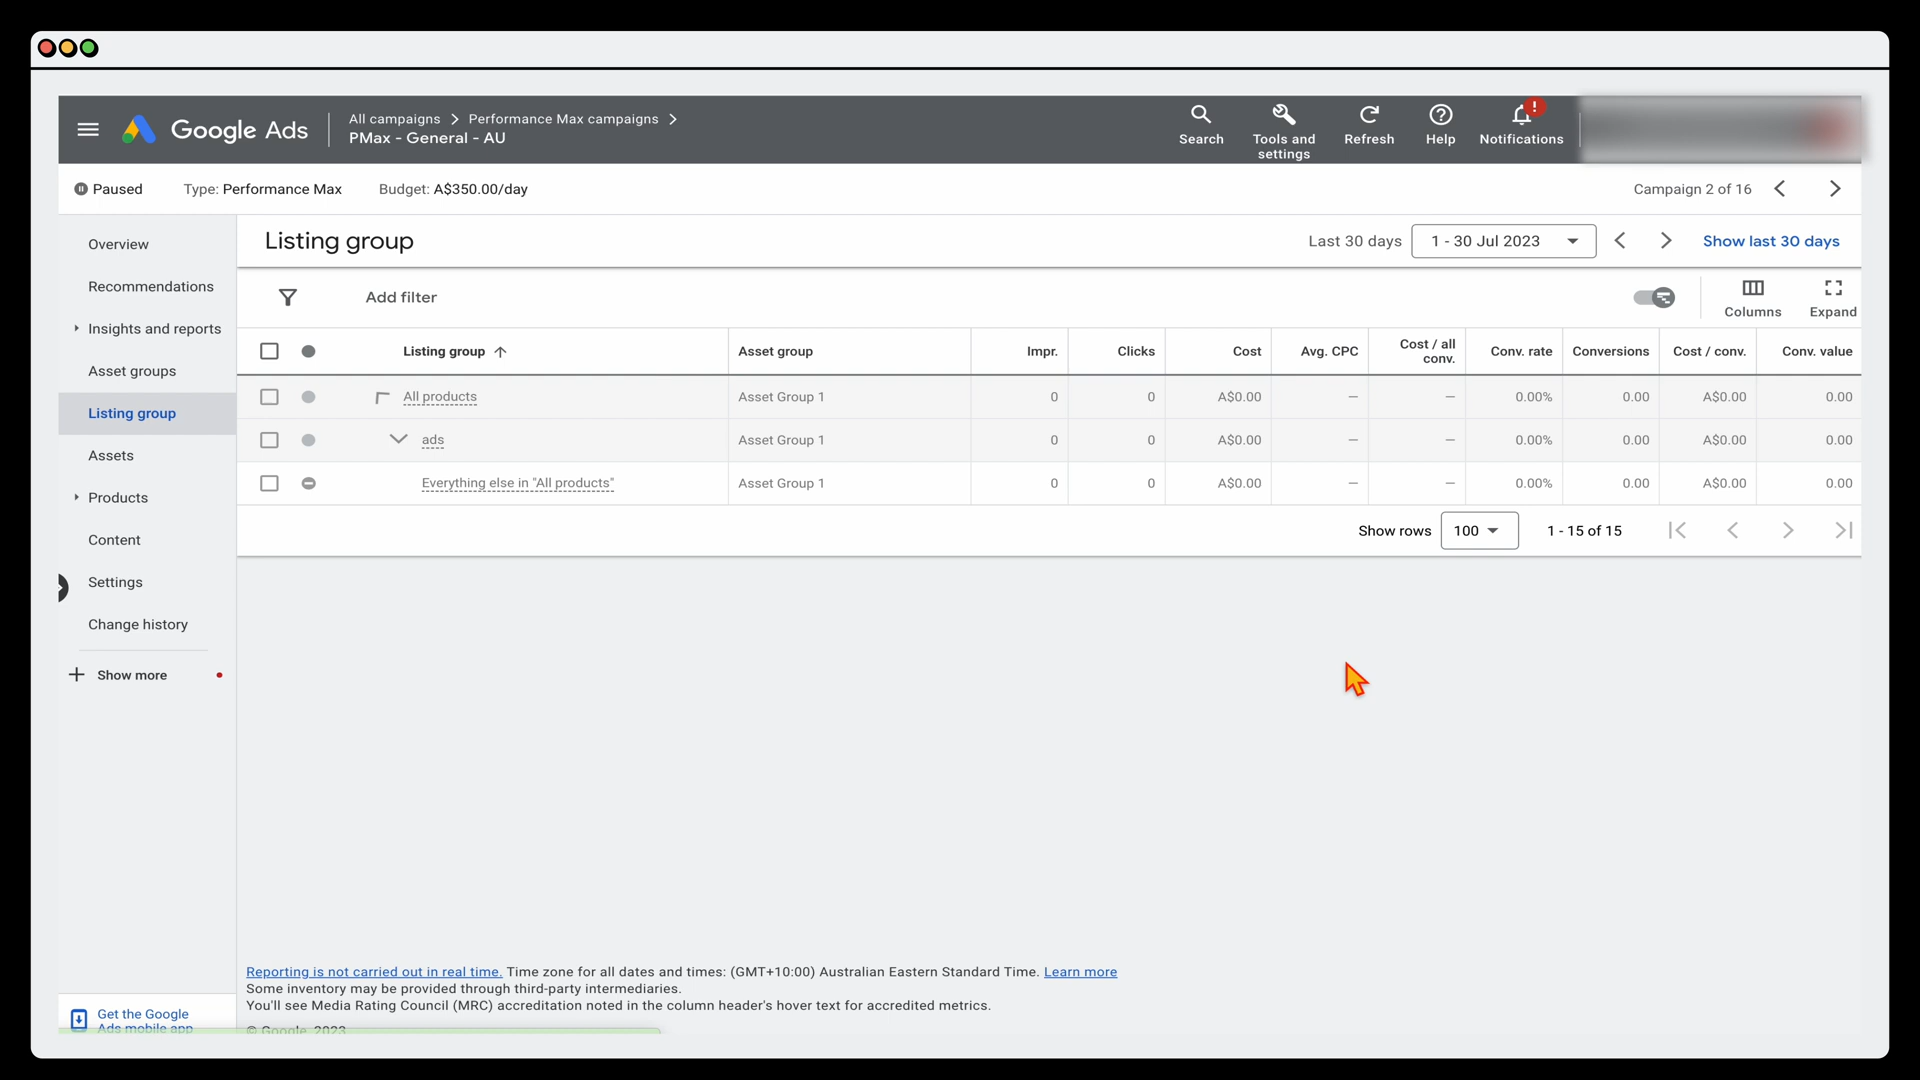 Google Ads
All campaigns > Performance Max campaigns >
PMax - General - AU
Search
Tools and settings
Refresh
Help
!
Notifications
Paused
Type: Performance Max
Budget: A$350.00/day
Campaign 2 of 16
Overview
Recommendations
Insights and reports
Asset groups
Listing group
Assets
Products
Content
Settings
Change history
Show more
Get the Google
Ads mobile app
Listing group
Last 30 days
1 - 30 Jul 2023
Show last 30 days
Add filter
Columns
Expand
Listing group Asset group Impr. Clicks Cost Avg. CPC Cost / all conv. Conv. rate Conversions Cost / conv. Conv. value
All products Asset Group 1 0 0 A$0.00 — — 0.00% 0.00 A$0.00 0.00
ads Asset Group 1 0 0 A$0.00 — — 0.00% 0.00 A$0.00 0.00
Everything else in "All products" Asset Group 1 0 0 A$0.00 — — 0.00% 0.00 A$0.00 0.00
Show rows 100 1 - 15 of 15
Reporting is not carried out in real time. Time zone for all dates and times: (GMT+10:00) Australian Eastern Standard Time. Learn more
Some inventory may be provided through third-party intermediaries.
You'll see Media Rating Council (MRC) accreditation noted in the column header's hover text for accredited metrics.
© Google, 2023